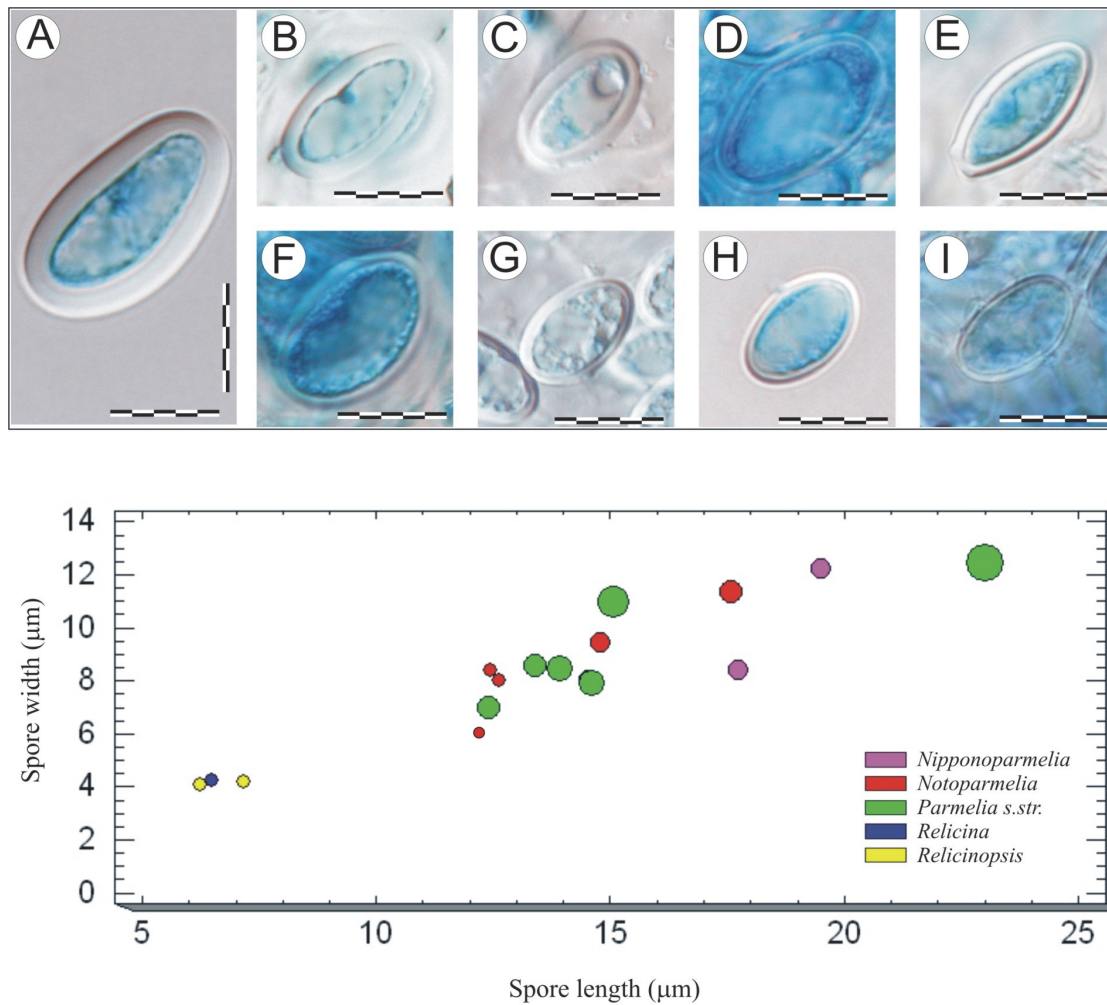 A
B
C
D
E
F
G
H
I
14
12
10
8
6
4
2
0
Spore width (μm)
Nipponoparmelia
Notoparmelia
Parmelia s.str.
Relicina
Relicinopsis
5 10 15 20 25
Spore length (μm)